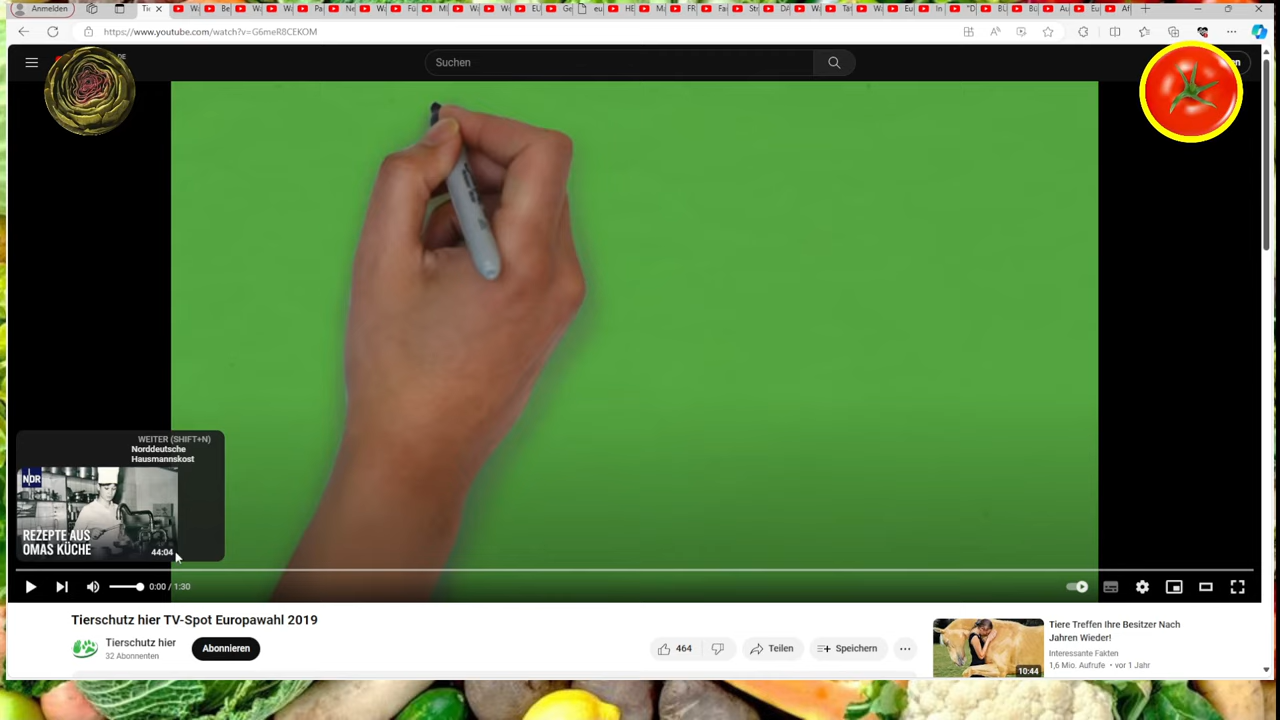 Anmelden
https://www.youtube.com/watch?v=G6meR8CEKOM
DE
Suchen
en
WEITER (SHIFT+N)
Norddeutsche
Hausmannskost
NDR
REZEPTE AUS
OMAS KÜCHE
44:04
0:00 / 1:30
Tierschutz hier TV-Spot Europawahl 2019
Tierschutz hier
32 Abonnenten
Abonnieren
464
Teilen
Speichern
Tiere Treffen Ihre Besitzer Nach
Jahren Wieder!
Interessante Fakten
1,6 Mio. Aufrufe • vor 1 Jahr
10:44